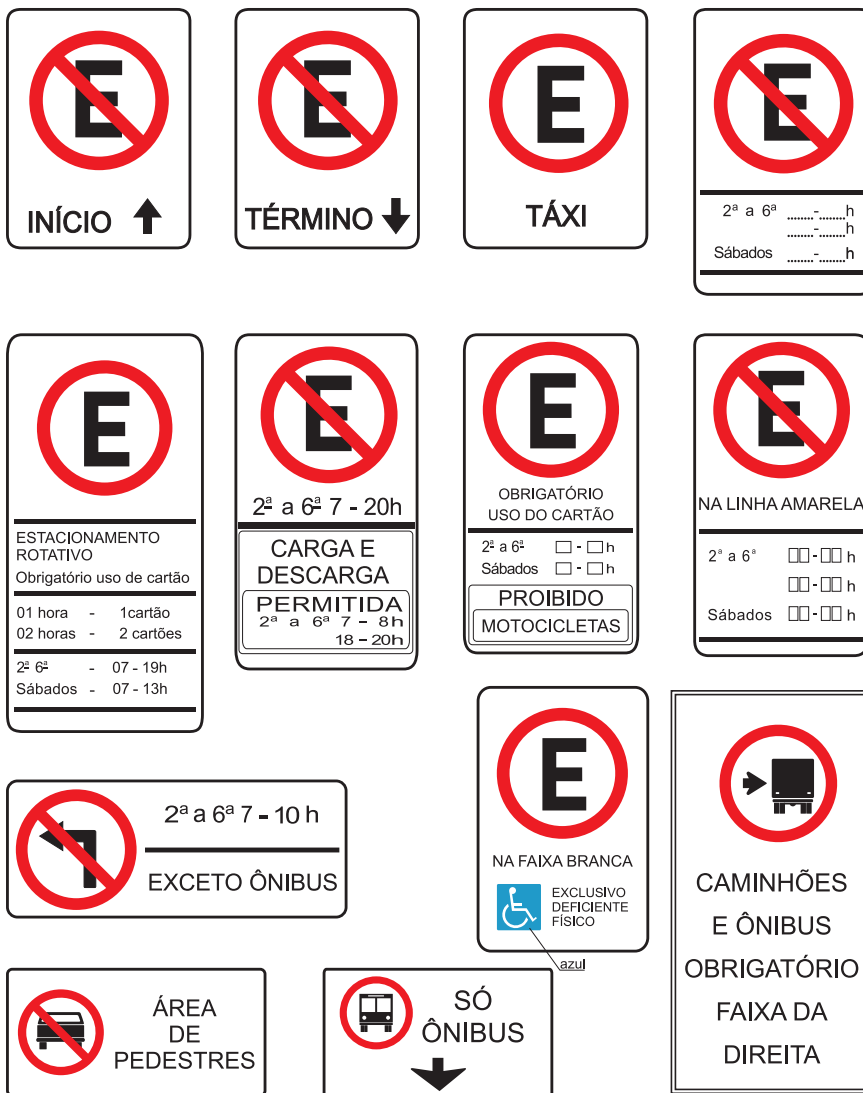 E
INÍCIO
E
TÉRMINO
E
TÁXI
E
2ª a 6ª .......-.......h
.......-.......h
Sábados .......-.......h
E
ESTACIONAMENTO
ROTATIVO
Obrigatório uso de cartão
01 hora - 1cartão
02 horas - 2 cartões
2ª 6ª - 07 - 19h
Sábados - 07 - 13h
E
2ª a 6ª 7 - 20h
CARGA E
DESCARGA
PERMITIDA
2ª a 6ª 7 - 8h
18 - 20h
E
OBRIGATÓRIO
USO DO CARTÃO
2ª a 6ª □ - □ h
Sábados □ - □ h
PROIBIDO
MOTOCICLETAS
E
NA LINHA AMARELA
2ª a 6ª □□ - □□ h
□□ - □□ h
Sábados □□ - □□ h
2ª a 6ª 7 - 10 h
EXCETO ÔNIBUS
E
NA FAIXA BRANCA
EXCLUSIVO
DEFICIENTE
FÍSICO
azul
CAMINHÕES
E ÔNIBUS
OBRIGATÓRIO
FAIXA DA
DIREITA
ÁREA
DE
PEDESTRES
SÓ
ÔNIBUS